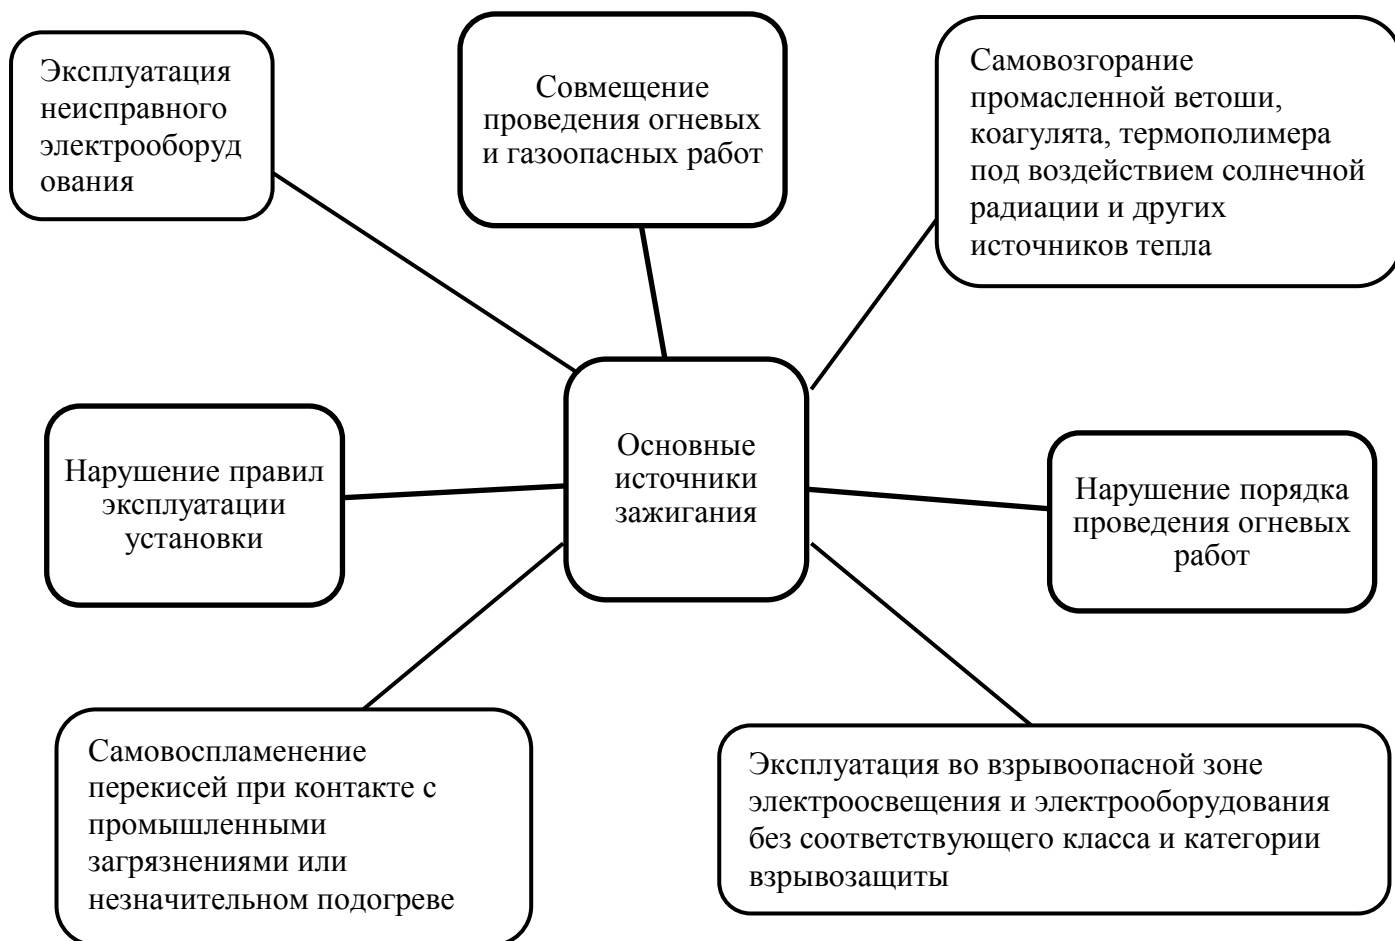 Эксплуатация
неисправного
электрооборуд
ования
Совмещение
проведения огневых
и газоопасных работ
Самовозгорание
промасленной ветоши,
коагулята, термополимера
под воздействием солнечной
радиации и других
источников тепла
Нарушение правил
эксплуатации
установки
Основные
источники
зажигания
Нарушение порядка
проведения огневых
работ
Самовоспламенение
перекисей при контакте с
промышленными
загрязнениями или
незначительном подогреве
Эксплуатация во взрывоопасной зоне
электроосвещения и электрооборудования
без соответствующего класса и категории
взрывозащиты